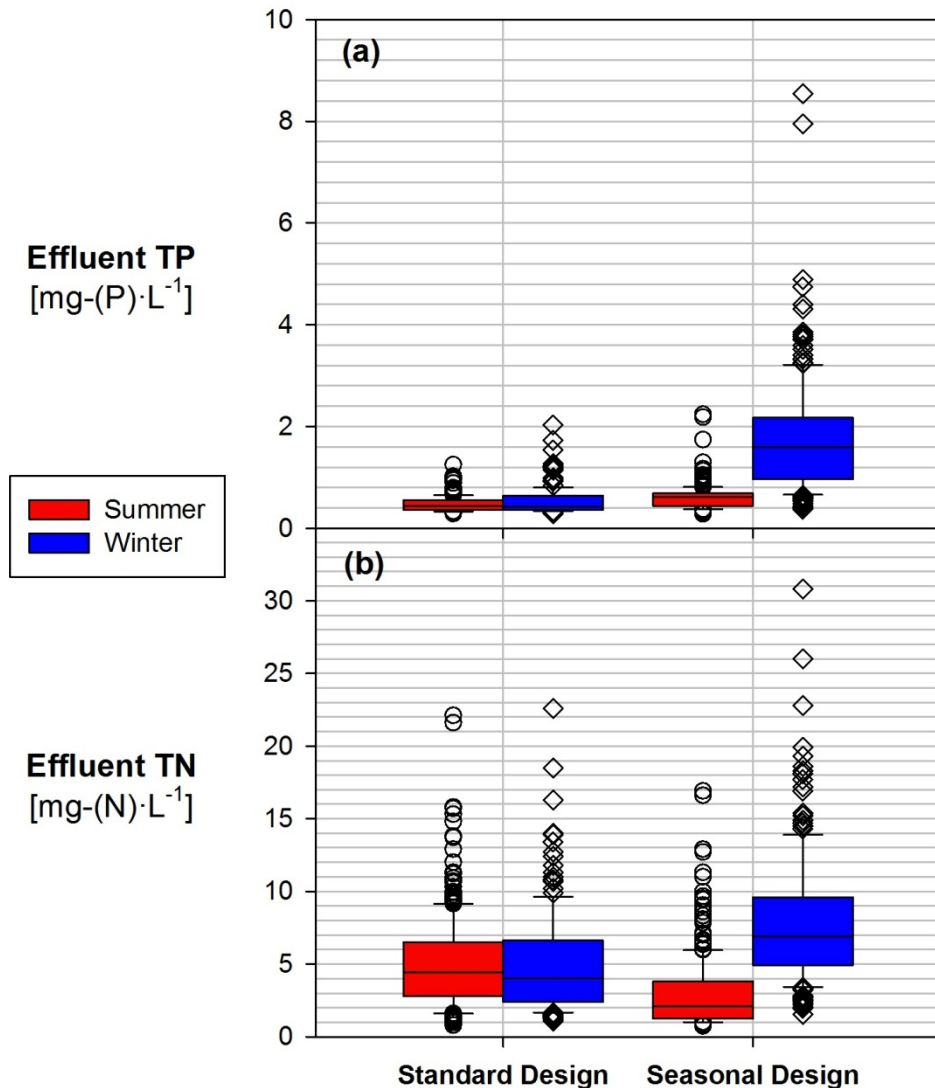 10
(a)
8
6
Effluent TP
[mg-(P)·L⁻¹]
4
2
Summer
0
Winter
(b)
30
25
20
Effluent TN
[mg-(N)·L⁻¹]
15
10
5
0
Standard Design Seasonal Design